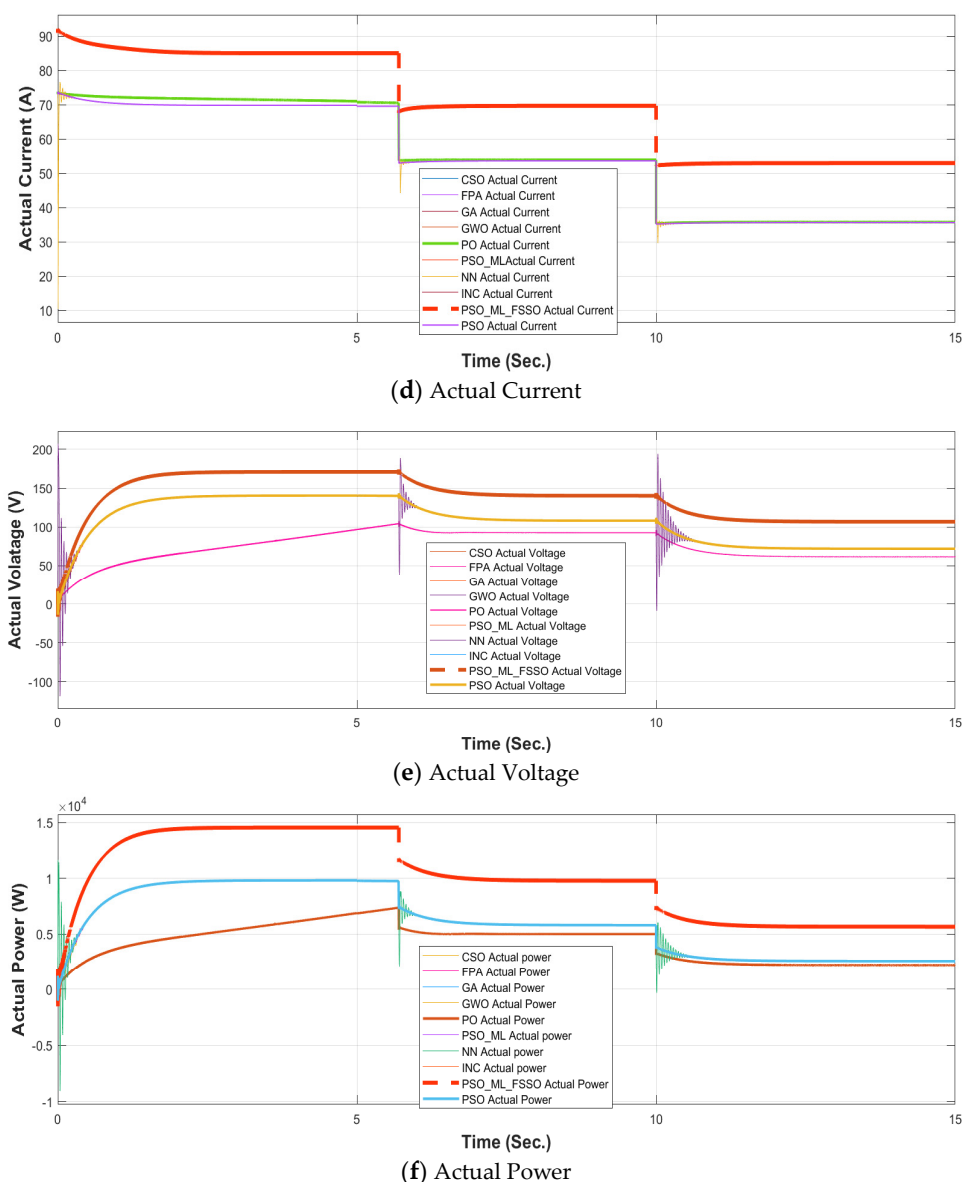 Actual Current (A)
90
80
70
60
50
40
30
20
10
CSO Actual Current
FPA Actual Current
GA Actual Current
GWO Actual Current
PO Actual Current
PSO_MLActual Current
NN Actual Current
INC Actual Current
PSO_ML_FSSO Actual Current
PSO Actual Current
0 5 10 15
Time (Sec.)
(d) Actual Current
Actual Volatage (V)
200
150
100
50
0
-50
-100
CSO Actual Voltage
FPA Actual Voltage
GA Actual Voltage
GWO Actual Voltage
PO Actual Voltage
PSO_ML Actual Voltage
NN Actual Voltage
INC Actual Voltage
PSO_ML_FSSO Actual Voltage
PSO Actual Voltage
0 5 10 15
Time (Sec.)
(e) Actual Voltage
×10⁴
Actual Power (W)
1.5
1
0.5
0
-0.5
-1
CSO Actual power
FPA Actual Power
GA Actual Power
GWO Actual Power
PO Actual Power
PSO_ML Actual power
NN Actual power
INC Actual power
PSO_ML_FSSO Actual Power
PSO Actual Power
0 5 10 15
Time (Sec.)
(f) Actual Power